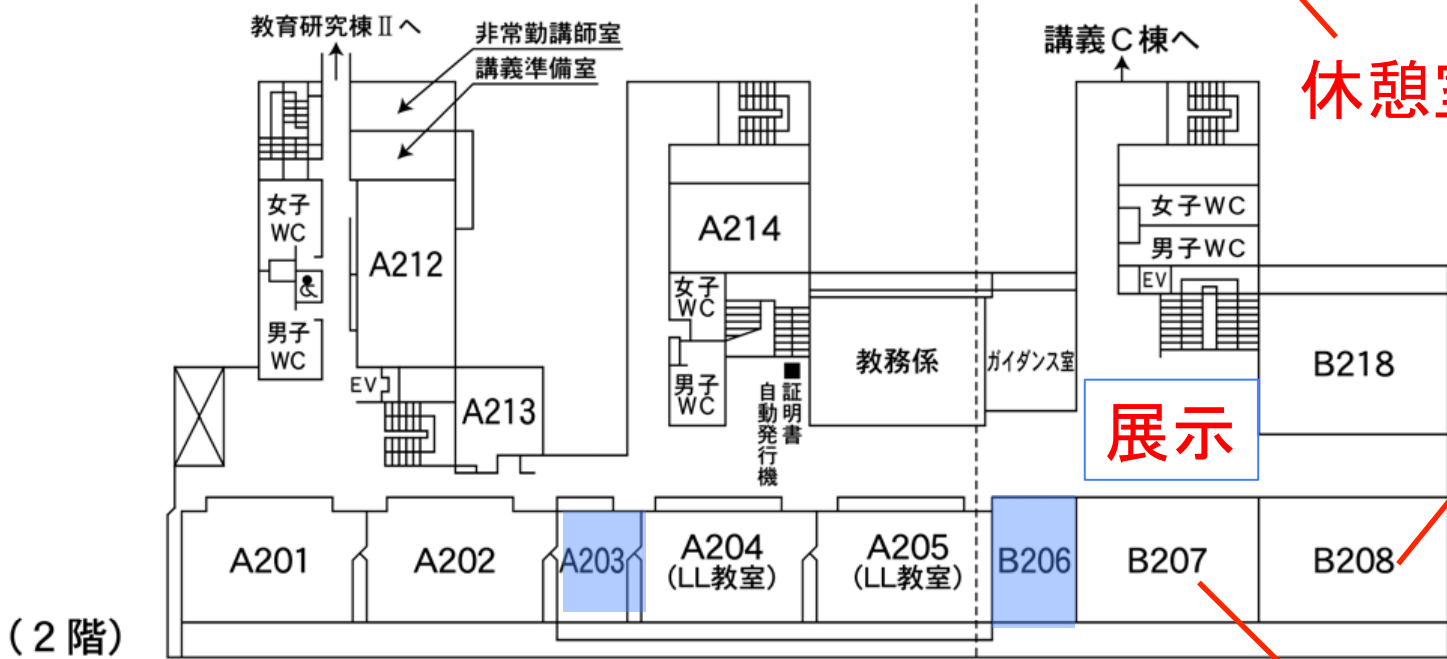 教育研究棟Ⅱへ
非常勤講師室
講義準備室
講義C棟へ
休憩
女子
WC
A212
男子
WC
EV
A213
A214
女子
WC
男子
WC
証明書
自動発行機
教務係
ガイダンス室
女子WC
男子WC
EV
B218
展示
A201
A202
A203
A204
(LL教室)
A205
(LL教室)
B206
B207
B208
(2階)